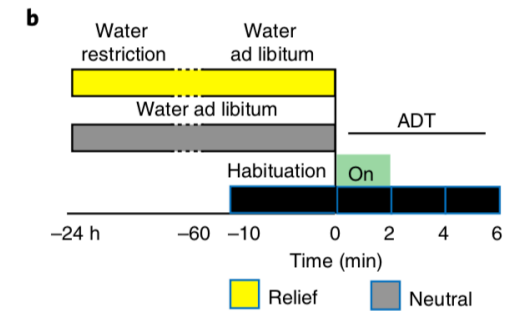 b
Water
restriction
Water
ad libitum
Water ad libitum
ADT
Habituation
On
–24 h –60 –10 0 2 4 6
Time (min)
Relief Neutral